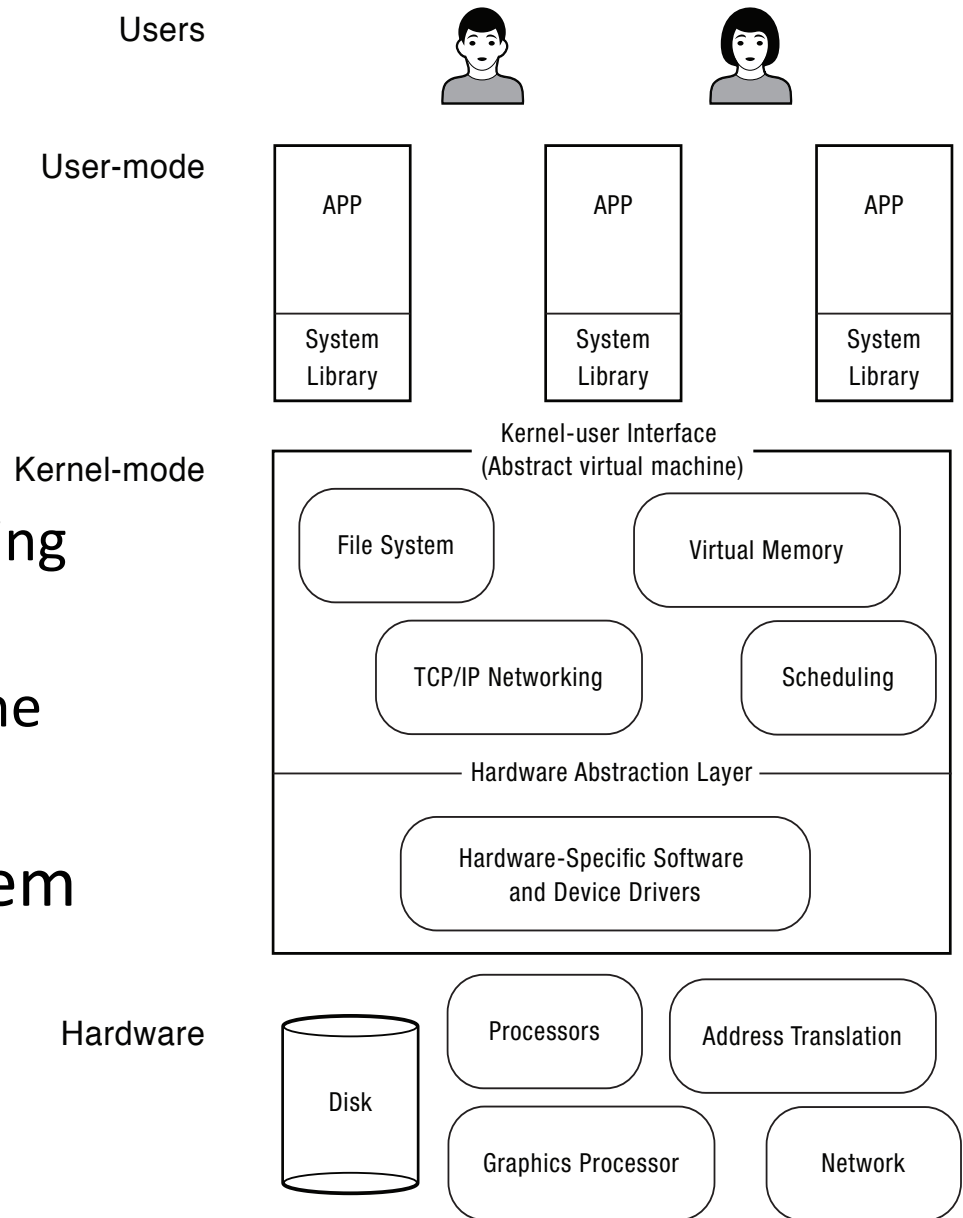 Users
User-mode
APP
APP
APP
System
Library
System
Library
System
Library
Kernel-user Interface
(Abstract virtual machine)
Kernel-mode
File System
Virtual Memory
ing
TCP/IP Networking
Scheduling
ne
Hardware Abstraction Layer
Hardware-Specific Software
and Device Drivers
em
Hardware
Processors
Address Translation
Disk
Graphics Processor
Network